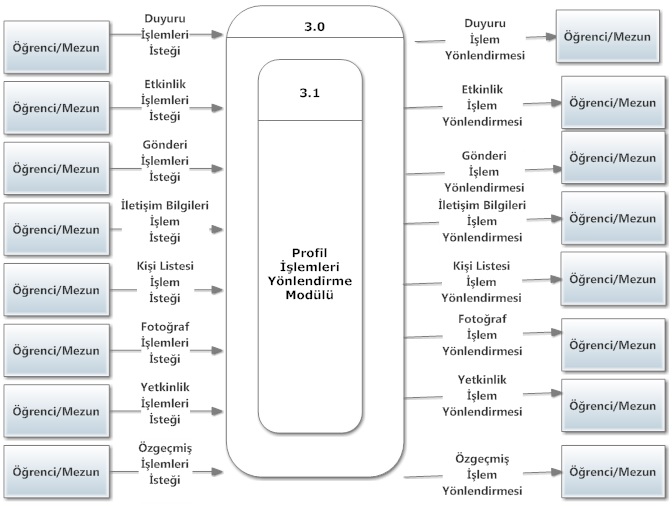 Öğrenci/Mezun
Duyuru
İşlemleri
İsteği
Öğrenci/Mezun
Etkinlik
İşlemleri
İsteği
Öğrenci/Mezun
Gönderi
İşlemleri
İsteği
Öğrenci/Mezun
İletişim Bilgileri
İşlem
İsteği
Öğrenci/Mezun
Kişi Listesi
İşlem
İsteği
Öğrenci/Mezun
Fotoğraf
İşlemleri
İsteği
Öğrenci/Mezun
Yetkinlik
İşlemleri
İsteği
Öğrenci/Mezun
Özgeçmiş
İşlemleri
İsteği
3.0
3.1
Profil
İşlemleri
Yönlendirme
Modülü
Duyuru
İşlem
Yönlendirmesi
Öğrenci/Mezun
Etkinlik
İşlem
Yönlendirmesi
Öğrenci/Mezun
Gönderi
İşlem
Yönlendirmesi
Öğrenci/Mezun
İletişim Bilgileri
İşlem
Yönlendirmesi
Öğrenci/Mezun
Kişi Listesi
İşlem
Yönlendirmesi
Öğrenci/Mezun
Fotoğraf
İşlem
Yönlendirmesi
Öğrenci/Mezun
Yetkinlik
İşlem
Yönlendirmesi
Öğrenci/Mezun
Özgeçmiş
İşlem
Yönlendirmesi
Öğrenci/Mezun